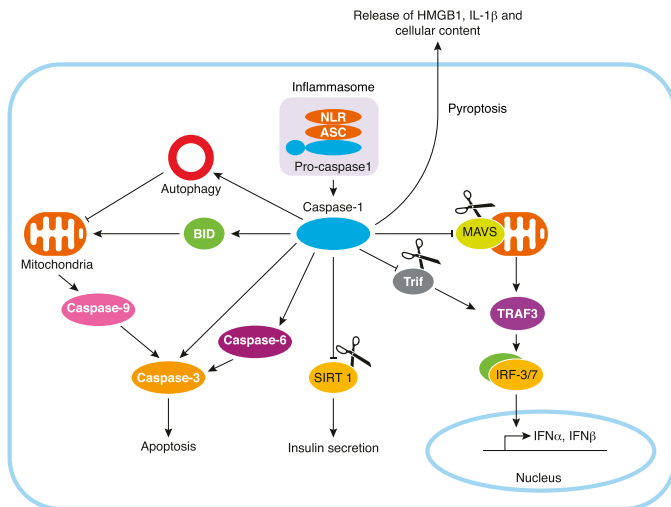 Release of HMGB1, IL-1β and
cellular content
Inflammasome
NLR
ASC
Pro-caspase1
Pyroptosis
Autophagy
Caspase-1
BID
MAVS
Mitochondria
Trif
Caspase-9
TRAF3
Caspase-6
Caspase-3
SIRT 1
IRF-3/7
Apoptosis
Insulin secretion
IFNα, IFNβ
Nucleus